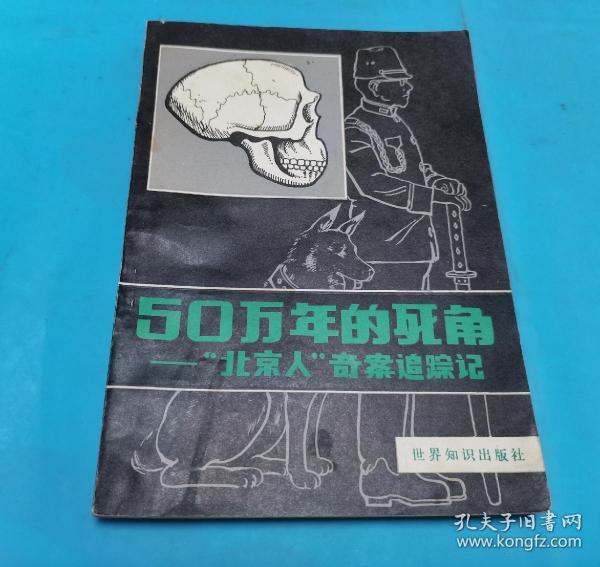 50万年的死角
——“北京人”奇案追踪记
世界知识出版社
孔夫子旧书网
www.kongfz.com